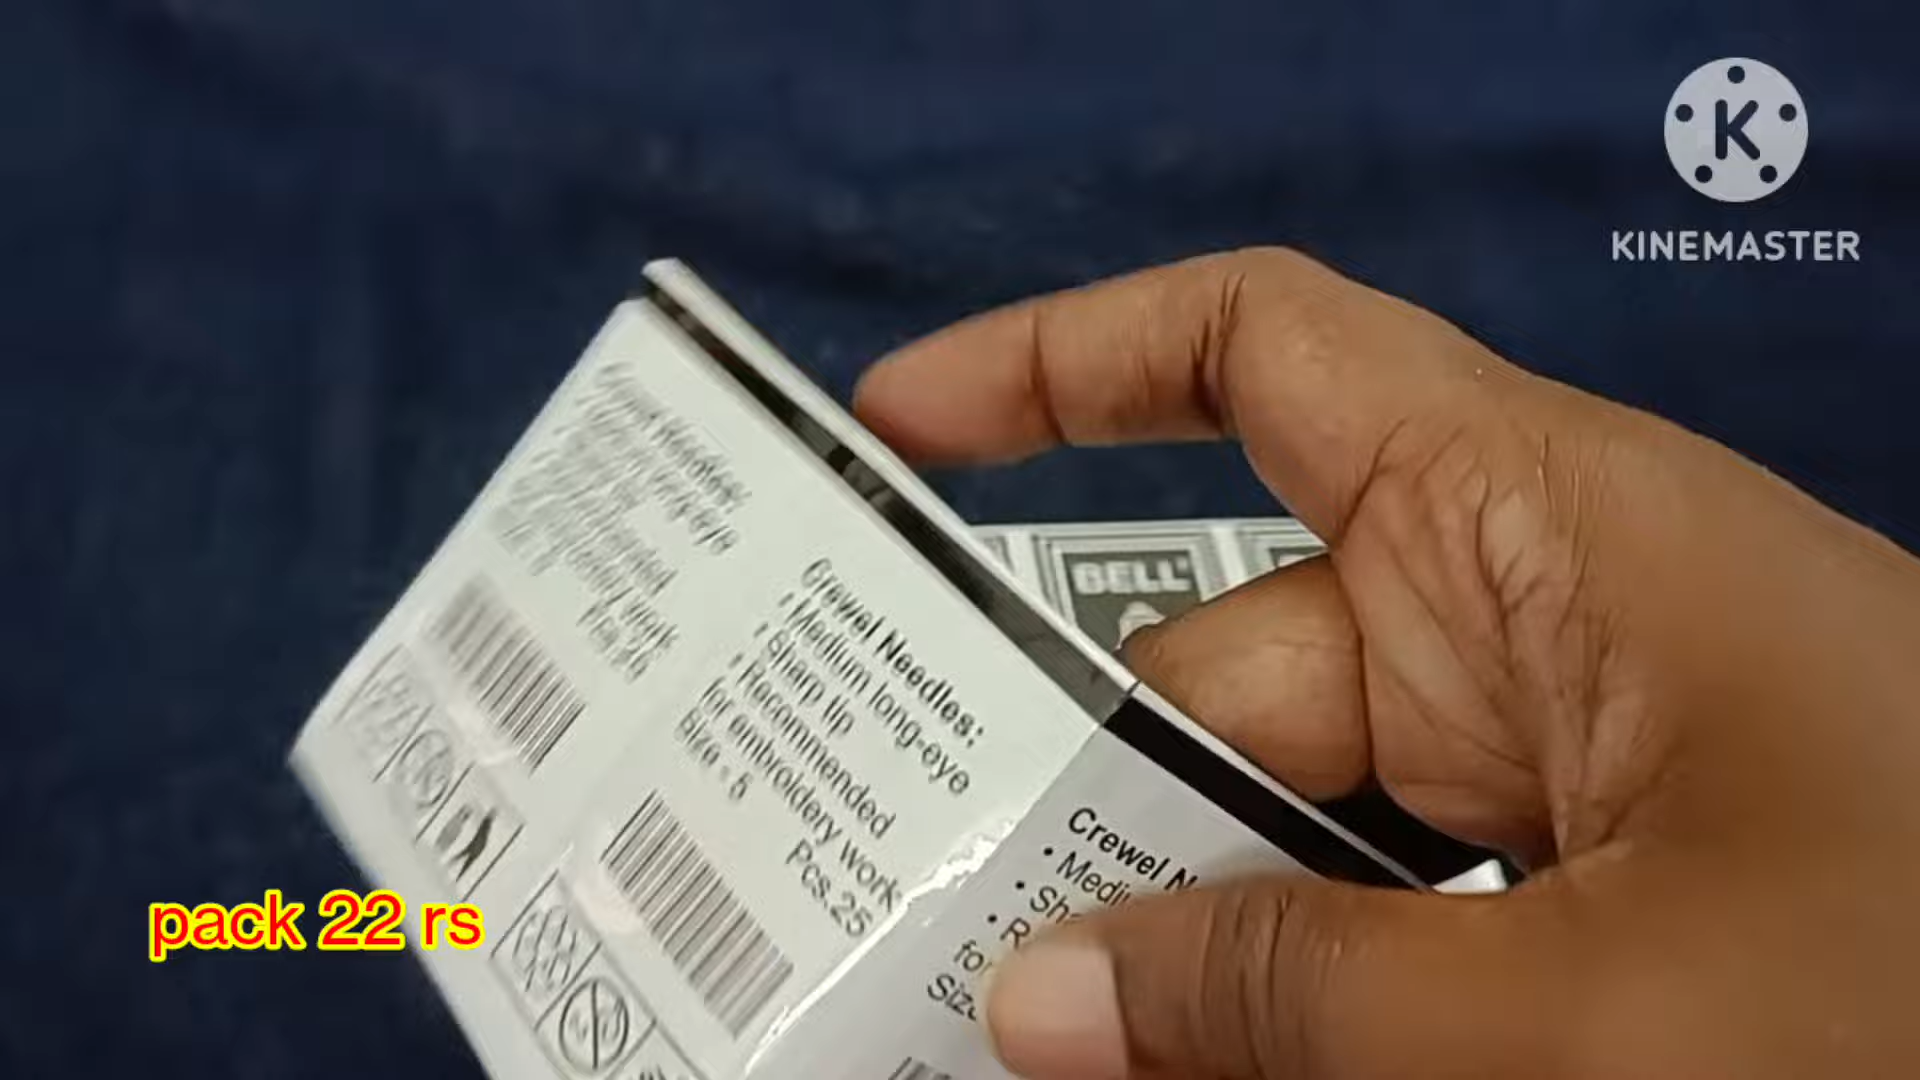 KINEMASTER
BELL
Crewel Needles:
• Medium long-eye
• Sharp tip
• Recommended
for embroidery work
Size - 5
Pcs.25
Crewel N
• Medi
• Sha
• R
for
Size
pack 22 rs